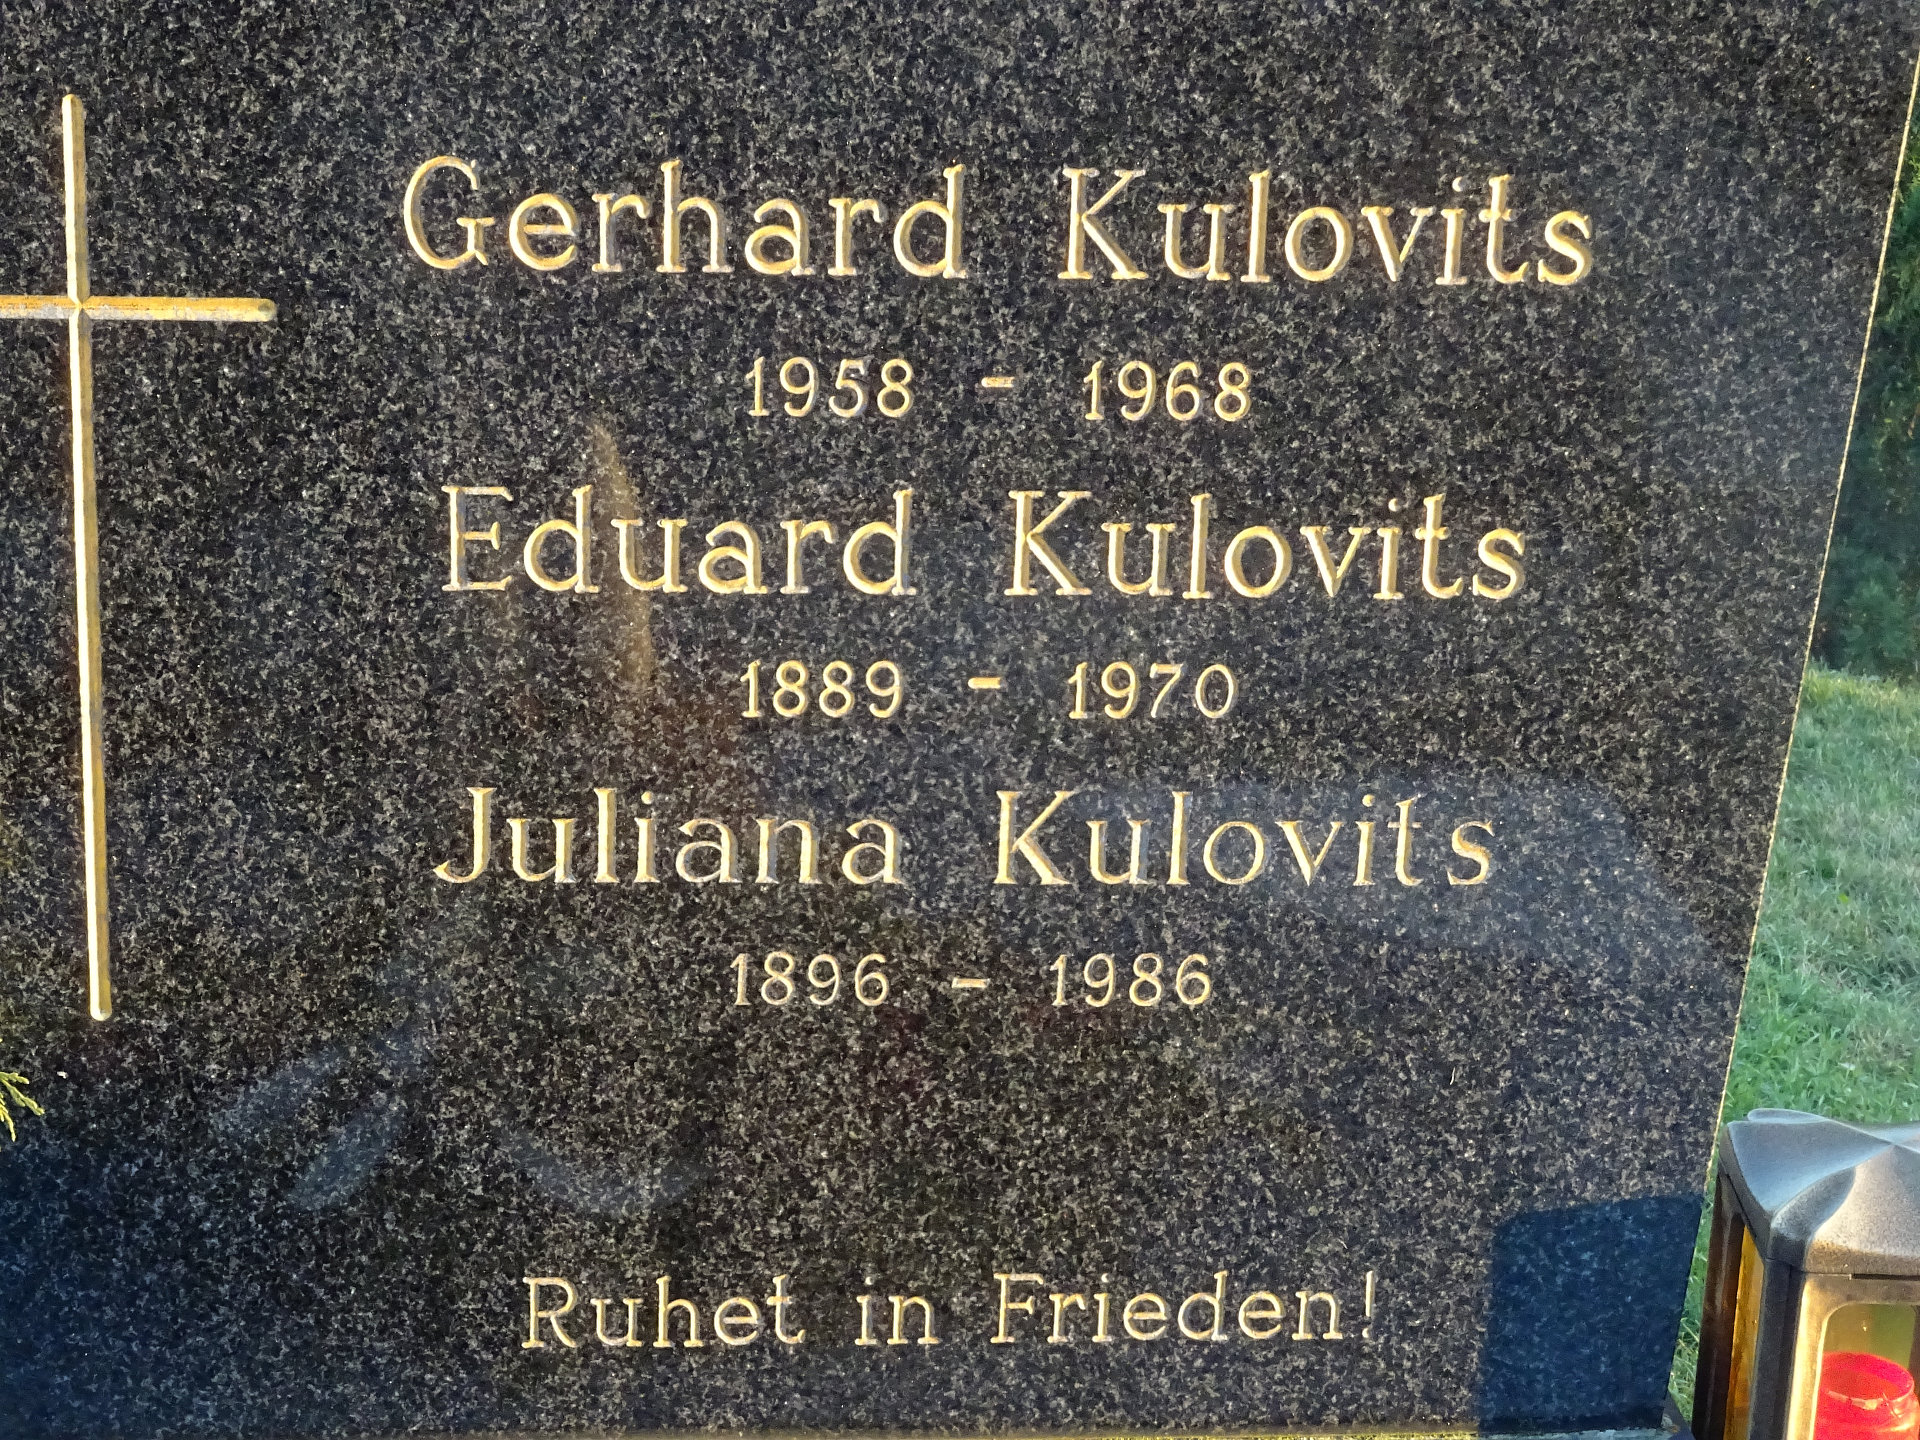 Gerhard Kulovits
1958 - 1968
Eduard Kulovits
1889 - 1970
Juliana Kulovits
1896 - 1986
Ruhet in Frieden!